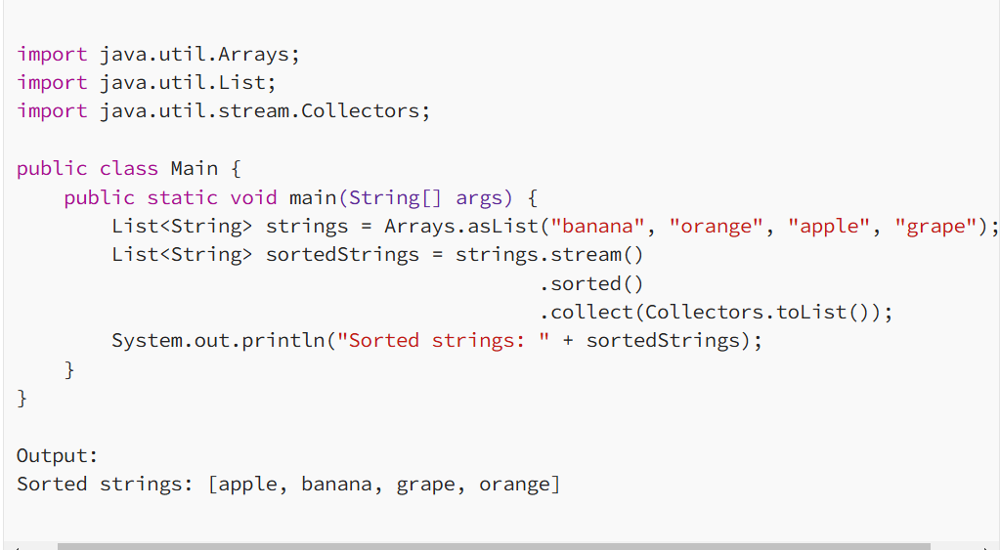 import java.util.Arrays;
import java.util.List;
import java.util.stream.Collectors;

public class Main {
    public static void main(String[] args) {
        List<String> strings = Arrays.asList("banana", "orange", "apple", "grape");
        List<String> sortedStrings = strings.stream()
                                            .sorted()
                                            .collect(Collectors.toList());
        System.out.println("Sorted strings: " + sortedStrings);
    }
}

Output:
Sorted strings: [apple, banana, grape, orange]